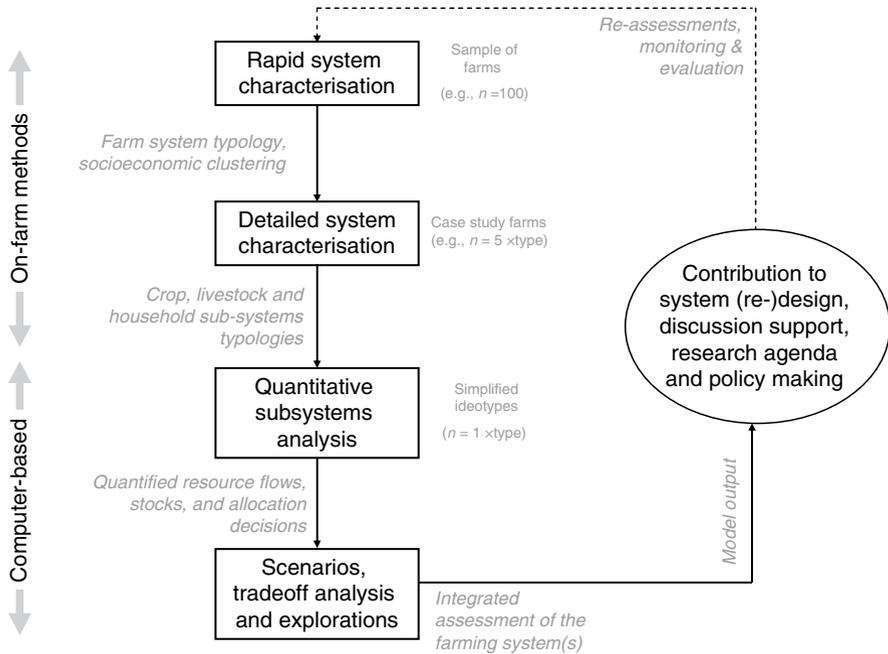 Re-assessments,
monitoring &
evaluation
Rapid system
characterisation
Sample of
farms
(e.g., n =100)
Farm system typology,
socioeconomic clustering
On-farm methods
Detailed system
characterisation
Case study farms
(e.g., n = 5 ×type)
Crop, livestock and
household sub-systems
typologies
Contribution to
system (re-)design,
discussion support,
research agenda
and policy making
Quantitative
subsystems
analysis
Simplified
ideotypes
(n = 1 ×type)
Computer-based
Quantified resource flows,
stocks, and allocation
decisions
Model output
Scenarios,
tradeoff analysis
and explorations
Integrated
assessment of the
farming system(s)